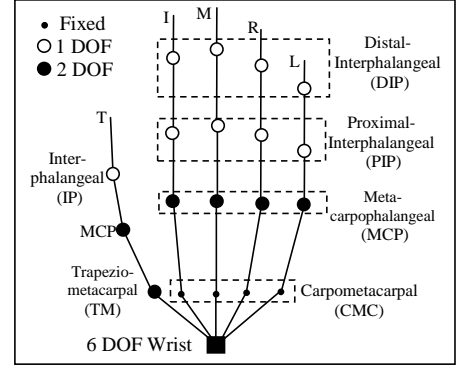 Fixed
1 DOF
2 DOF
I
M
R
L
T
Distal-
Interphalangeal
(DIP)
Proximal-
Interphalangeal
(PIP)
Inter-
phalangeal
(IP)
Meta-
carpophalangeal
(MCP)
MCP
Trapezio-
metacarpal
(TM)
Carpometacarpal
(CMC)
6 DOF Wrist